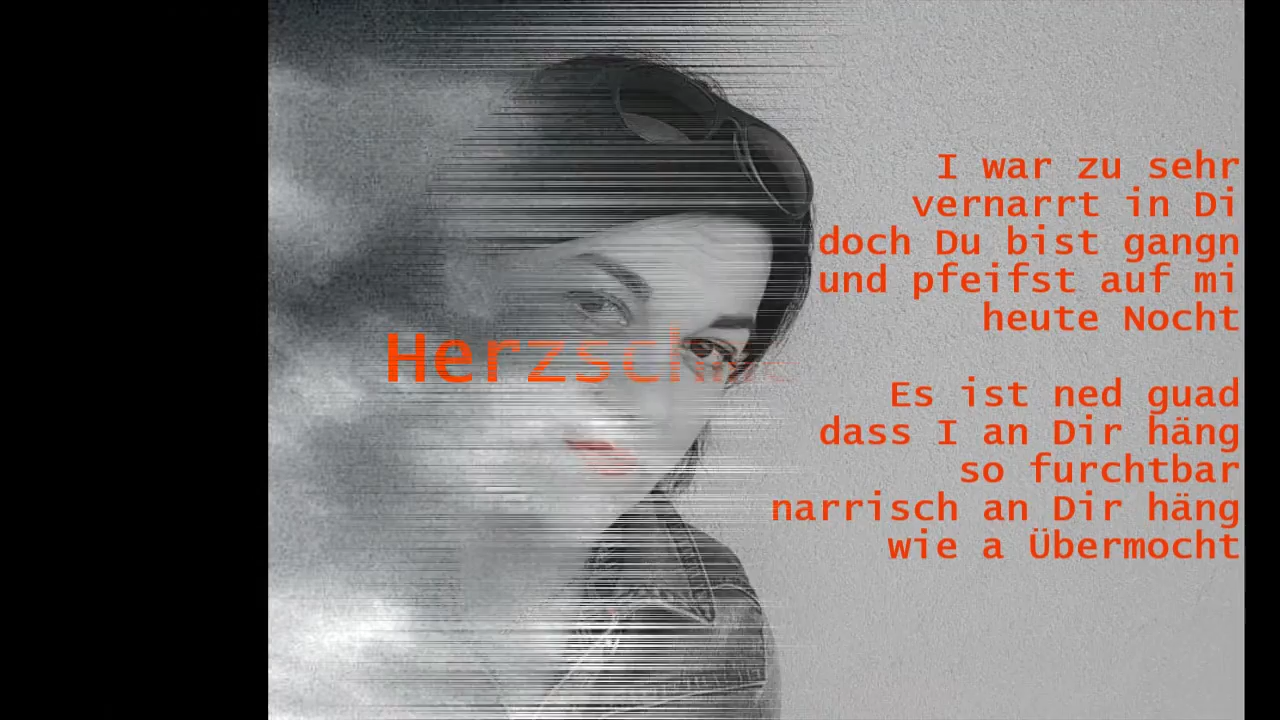 Herzsch
I war zu sehr
vernarrt in Di
doch Du bist gangn
und pfeifst auf mi
heute Nocht
Es ist ned guad
dass I an Dir häng
so furchtbar
narrisch an Dir häng
wie a Übermocht